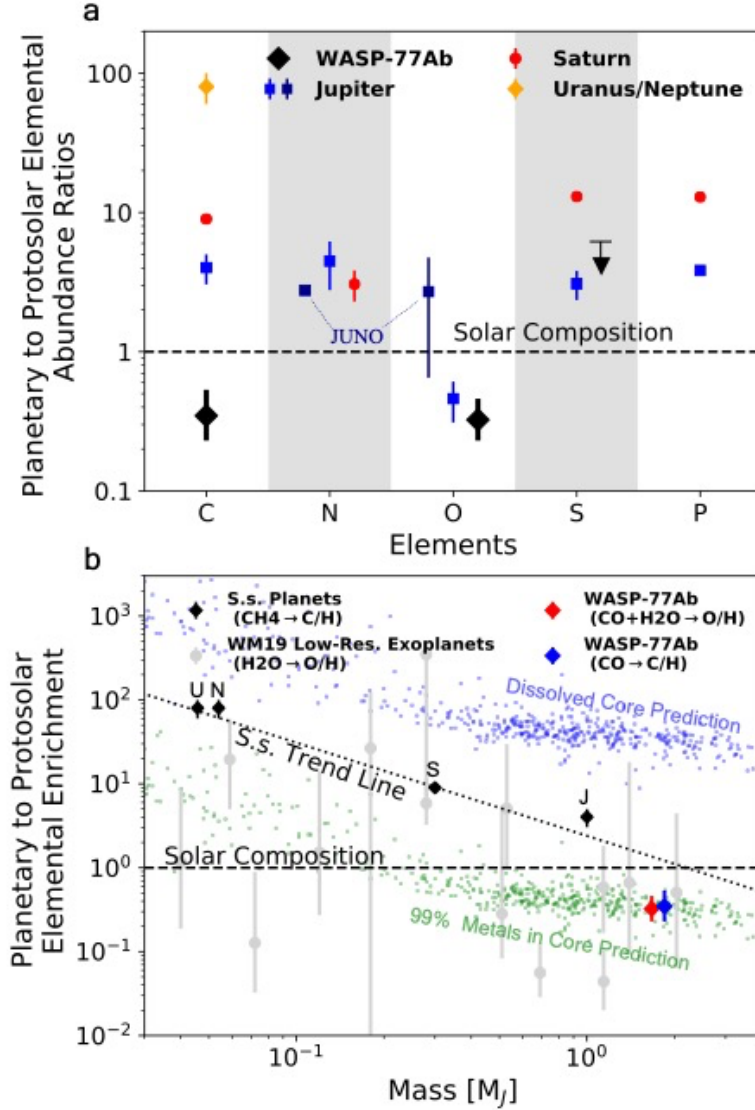 a
WASP-77Ab
Jupiter
Saturn
Uranus/Neptune
100
10
1
0.1
Planetary to Protosolar Elemental
Abundance Ratios
JUNO
Solar Composition
C N O S P
Elements
b
S.s. Planets
(CH4→C/H)
WM19 Low-Res. Exoplanets
(H2O→O/H)
WASP-77Ab
(CO+H2O→O/H)
WASP-77Ab
(CO→C/H)
10³
10²
10¹
10⁰
10⁻¹
10⁻²
Planetary to Protosolar
Elemental Enrichment
U N
S
J
Dissolved Core Prediction
S.s. Trend Line
Solar Composition
99% Metals in Core Prediction
10⁻¹ 10⁰
Mass [M_J]